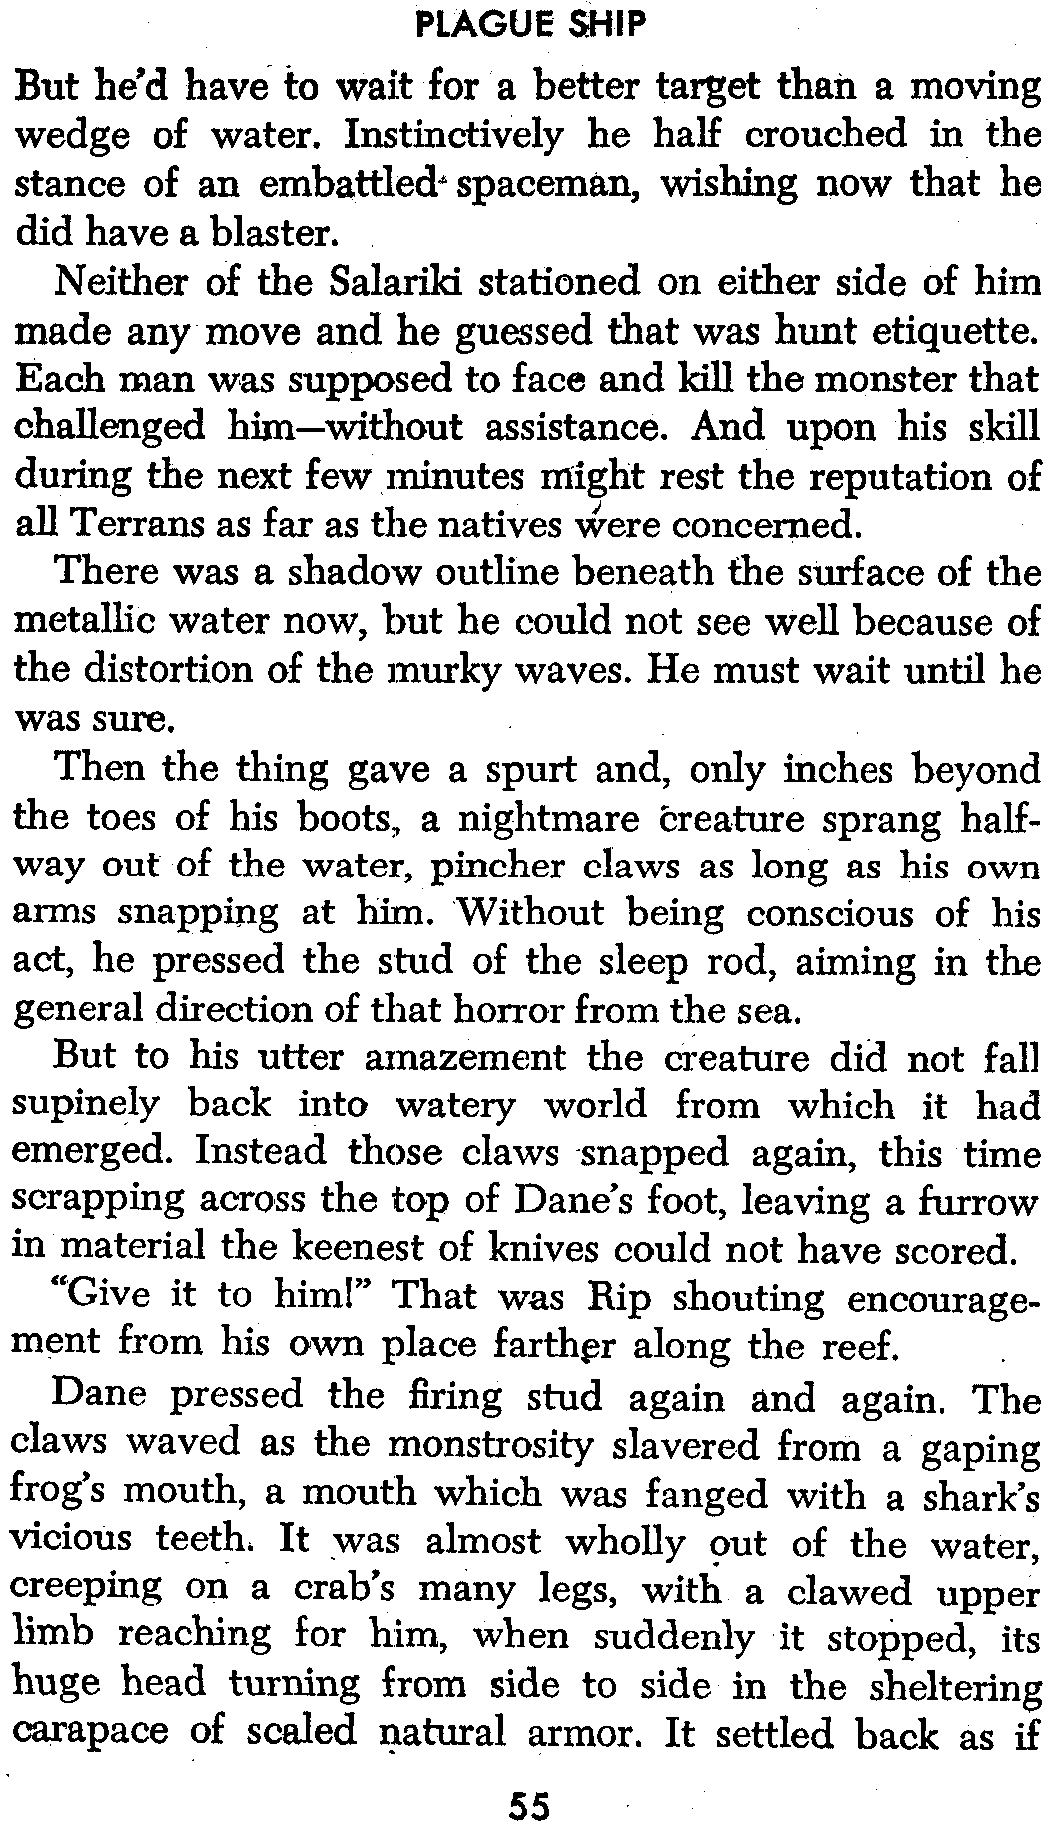 PLAGUE SHIP
But he'd have to wait for a better target than a moving
wedge of water. Instinctively he half crouched in the
stance of an embattled spaceman, wishing now that he
did have a blaster.
Neither of the Salariki stationed on either side of him
made any move and he guessed that was hunt etiquette.
Each man was supposed to face and kill the monster that
challenged him—without assistance. And upon his skill
during the next few minutes might rest the reputation of
all Terrans as far as the natives were concerned.
There was a shadow outline beneath the surface of the
metallic water now, but he could not see well because of
the distortion of the murky waves. He must wait until he
was sure.
Then the thing gave a spurt and, only inches beyond
the toes of his boots, a nightmare creature sprang half-
way out of the water, pincher claws as long as his own
arms snapping at him. Without being conscious of his
act, he pressed the stud of the sleep rod, aiming in the
general direction of that horror from the sea.
But to his utter amazement the creature did not fall
supinely back into watery world from which it had
emerged. Instead those claws snapped again, this time
scrapping across the top of Dane's foot, leaving a furrow
in material the keenest of knives could not have scored.
"Give it to him!" That was Rip shouting encourage-
ment from his own place farther along the reef.
Dane pressed the firing stud again and again. The
claws waved as the monstrosity slavered from a gaping
frog's mouth, a mouth which was fanged with a shark's
vicious teeth. It was almost wholly out of the water,
creeping on a crab's many legs, with a clawed upper
limb reaching for him, when suddenly it stopped, its
huge head turning from side to side in the sheltering
carapace of scaled natural armor. It settled back as if
55